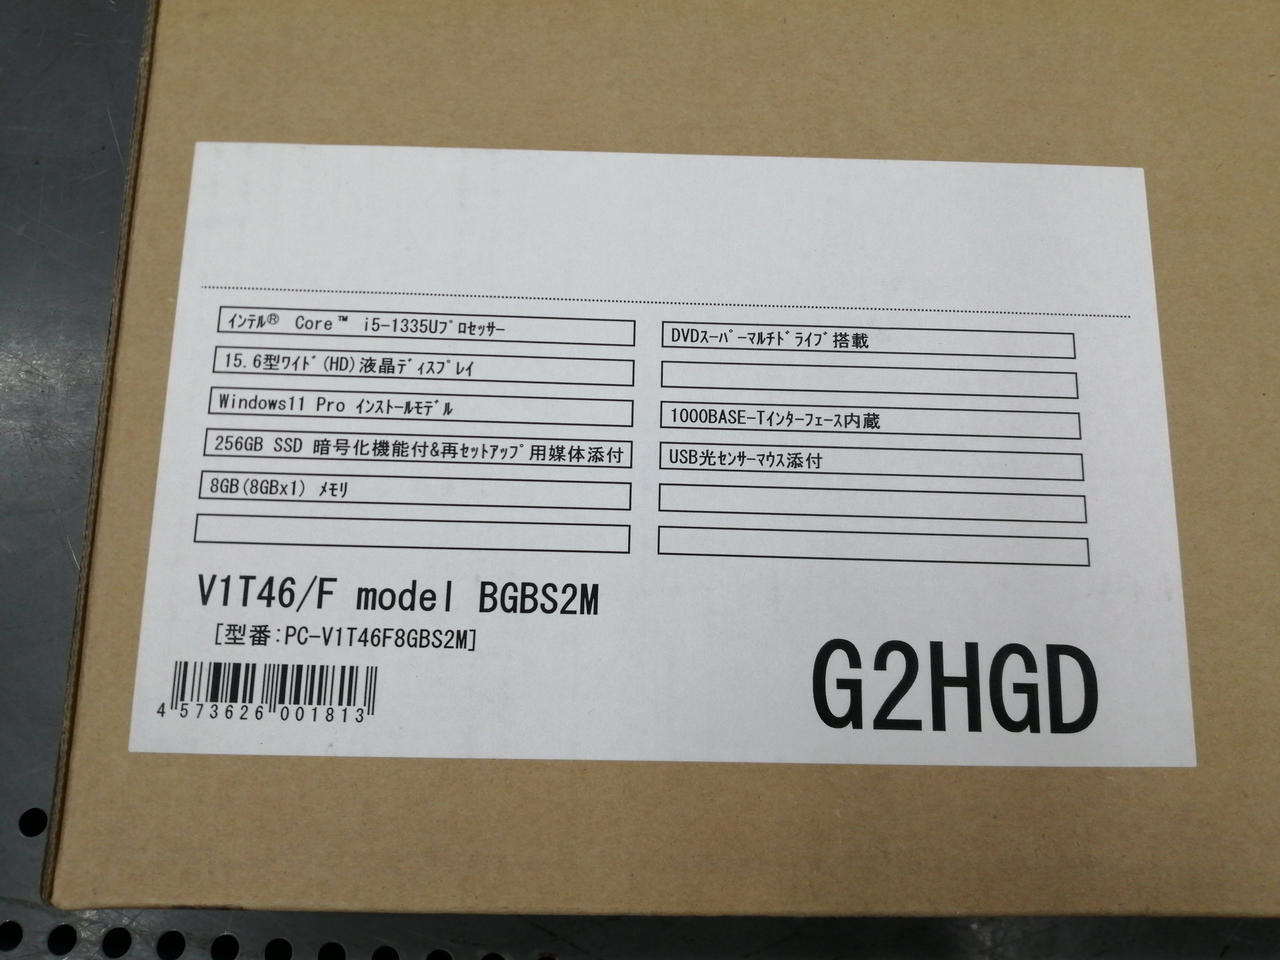 ｲﾝﾃﾙ® Core™ i5-1335Uﾌﾟﾛｾｯｻｰ
15.6型ﾜｲﾄﾞ(HD)液晶ﾃﾞｨｽﾌﾟﾚｲ
Windows11 Pro ｲﾝｽﾄｰﾙﾓﾃﾞﾙ
256GB SSD 暗号化機能付&再ｾｯﾄｱｯﾌﾟ用媒体添付
8GB(8GBx1) ﾒﾓﾘ
DVDｽｰﾊﾟｰﾏﾙﾁﾄﾞﾗｲﾌﾞ搭載
1000BASE-Tｲﾝﾀｰﾌｪｰｽ内蔵
USB光ｾﾝｻｰﾏｳｽ添付
V1T46/F model BGBS2M
[型番:PC-V1T46F8GBS2M]
4 573626 001813
G2HGD